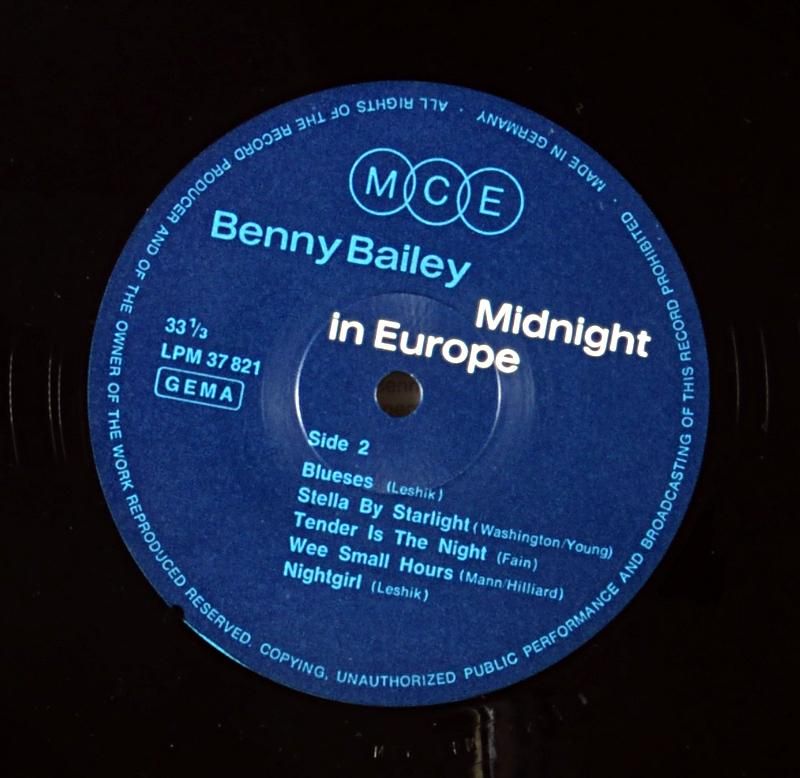 MCE
Benny Bailey
Midnight
in Europe
33 1/3
LPM 37 821
GEMA
Side 2
Blueses (Leshik)
Stella By Starlight (Washington/Young)
Tender Is The Night (Fain)
Wee Small Hours (Mann/Hilliard)
Nightgirl (Leshik)
MADE IN GERMANY · ALL RIGHTS OF THE RECORD PRODUCER AND OF THE OWNER OF THE WORK REPRODUCED RESERVED. COPYING, UNAUTHORIZED PUBLIC PERFORMANCE AND BROADCASTING OF THIS RECORD PROHIBITED ·